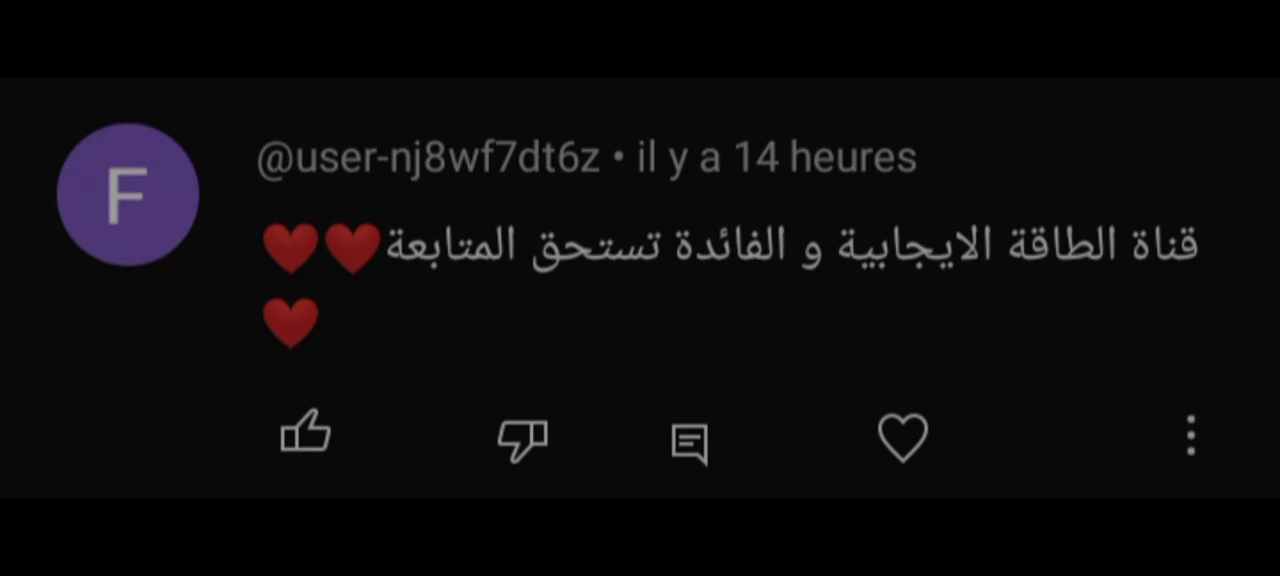 F
@user-nj8wf7dt6z • il y a 14 heures
قناة الطاقة الايجابية و الفائدة تستحق المتابعة❤️❤️
❤️